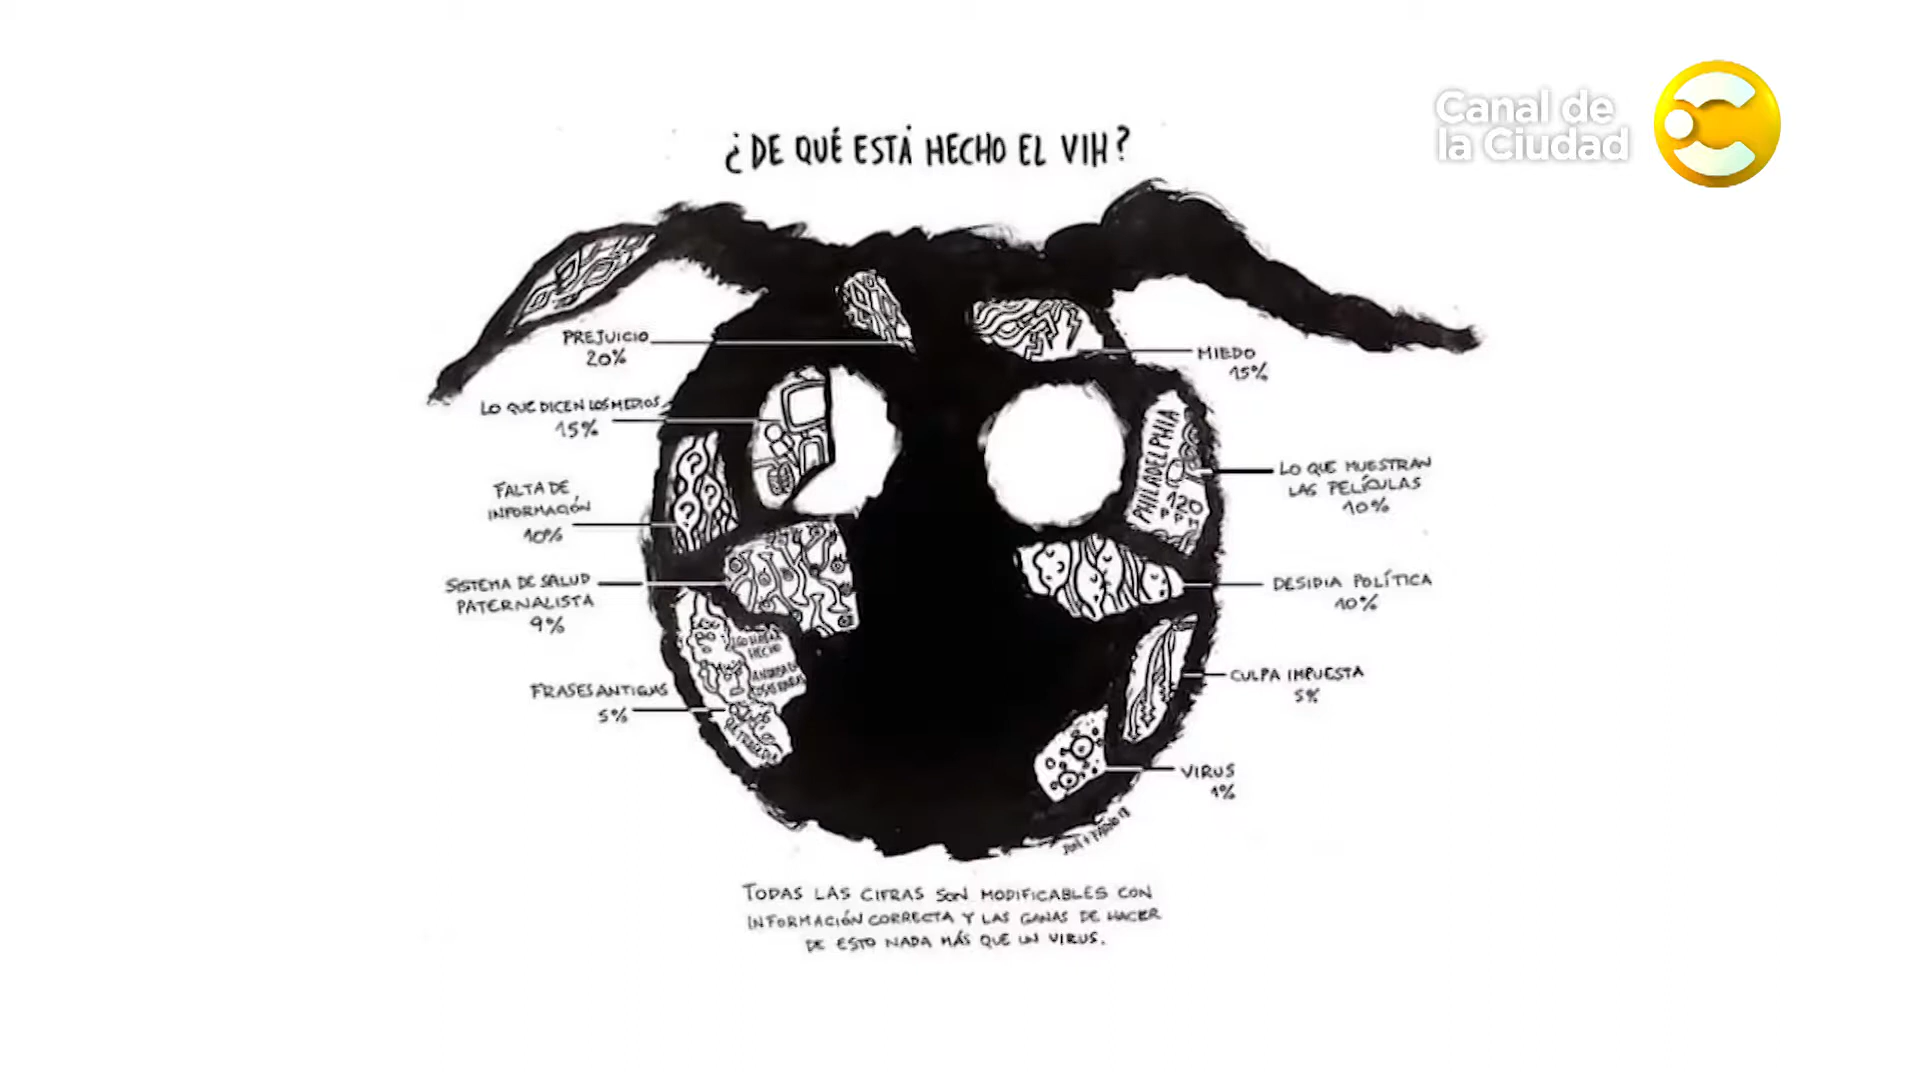 Canal de
la Ciudad
¿DE QUÉ ESTÁ HECHO EL VIH?
PREJUICIO
20%
MIEDO
15%
LO QUE DICEN LOS MEDIOS
15%
PHILADELPHIA
120
PPM
LO QUE MUESTRAN
LAS PELÍCULAS
10%
FALTA DE
INFORMACIÓN
10%
SISTEMA DE SALUD
PATERNALISTA
9%
DESIDIA POLÍTICA
10%
HECHO
FRASES ANTIGUAS
5%
CULPA IMPUESTA
5%
VIRUS
1%
TODAS LAS CIFRAS SON MODIFICABLES CON
INFORMACIÓN CORRECTA Y LAS GANAS DE HACER
DE ESTO NADA MÁS QUE UN VIRUS.